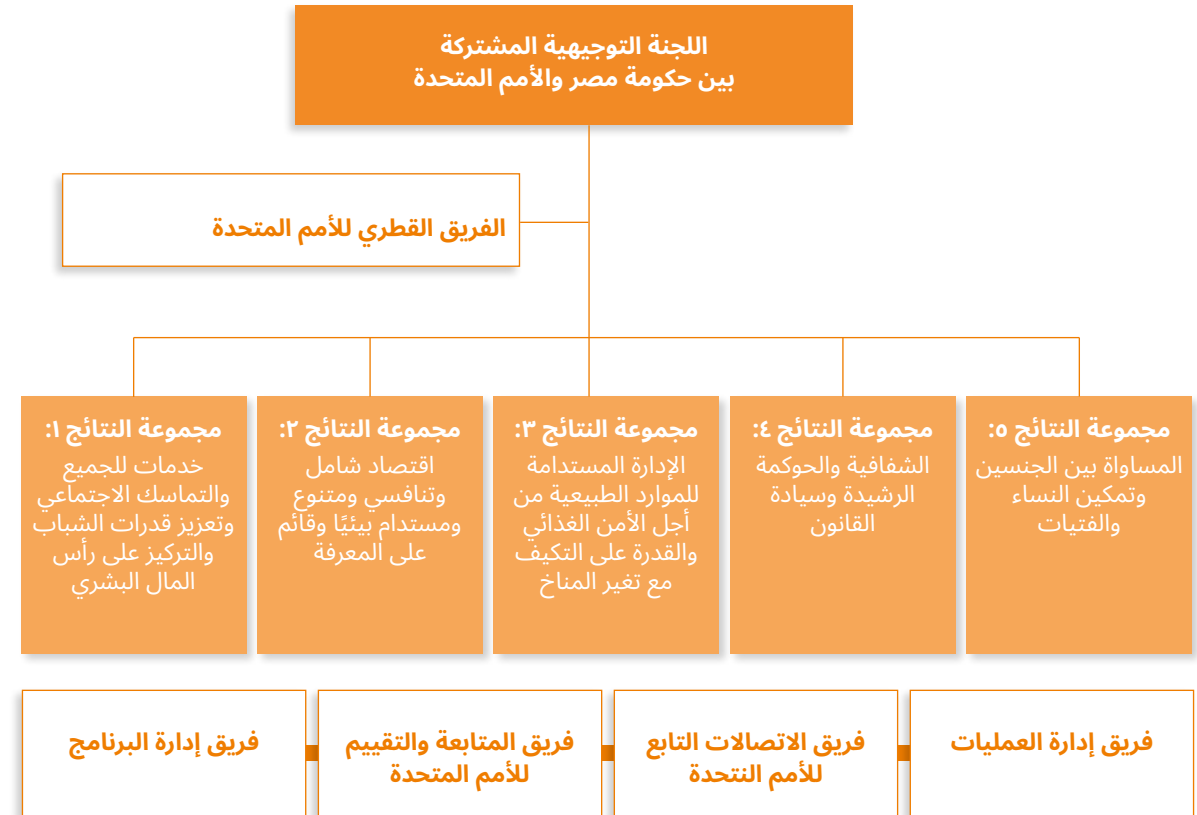 اللجنة التوجيهية المشتركة
بين حكومة مصر والأمم المتحدة
الفريق القطري للأمم المتحدة
مجموعة النتائج ١:
خدمات للجميع
والتماسك الاجتماعي
وتعزيز قدرات الشباب
والتركيز على رأس
المال البشري
مجموعة النتائج ٢:
اقتصاد شامل
وتنافسي ومتنوع
ومستدام بيئيًا وقائم
على المعرفة
مجموعة النتائج ٣:
الإدارة المستدامة
للموارد الطبيعية من
أجل الأمن الغذائي
والقدرة على التكيف
مع تغير المناخ
مجموعة النتائج ٤:
الشفافية والحوكمة
الرشيدة وسيادة
القانون
مجموعة النتائج ٥:
المساواة بين الجنسين
وتمكين النساء
والفتيات
فريق إدارة البرنامج
فريق المتابعة والتقييم
للأمم المتحدة
فريق الاتصالات التابع
للأمم النتحدة
فريق إدارة العمليات